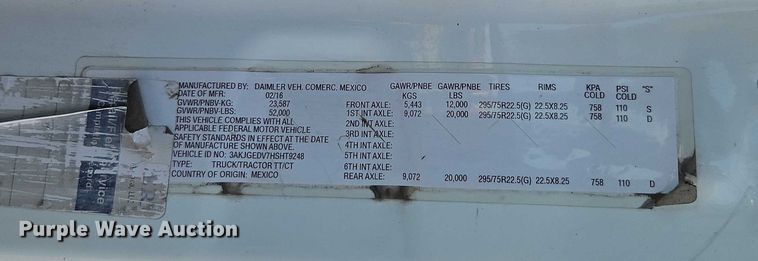 MANUFACTURED BY: DAIMLER VEH. COMERC. MEXICO GAWR/PNBE GAWR/PNBE TIRES RIMS KPA PSI "S"
DATE OF MFR: 02/16 KGS LBS COLD COLD
GVWR/PNBV-KG: 23,587 FRONT AXLE: 5,443 12,000 295/75R22.5(G) 22.5X8.25 758 110 S
GVWR/PNBV-LBS: 52,000 1ST INT AXLE: 9,072 20,000 295/75R22.5(G) 22.5X8.25 758 110 D
THIS VEHICLE COMPLIES WITH ALL 2ND INT AXLE:
APPLICABLE FEDERAL MOTOR VEHICLE 3RD INT AXLE:
SAFETY STANDARDS IN EFFECT AT THE DATE 4TH INT AXLE:
OF MANUFACTURE SHOWN ABOVE. 5TH INT AXLE:
VEHICLE ID: 3AKJGEDV7HSHT9248 6TH INT AXLE:
TYPE: TRUCK/TRACTOR TT/CT REAR AXLE: 9,072 20,000 295/75R22.5(G) 22.5X8.25 758 110 D
COUNTRY OF ORIGIN: MEXICO
Purple Wave Auction